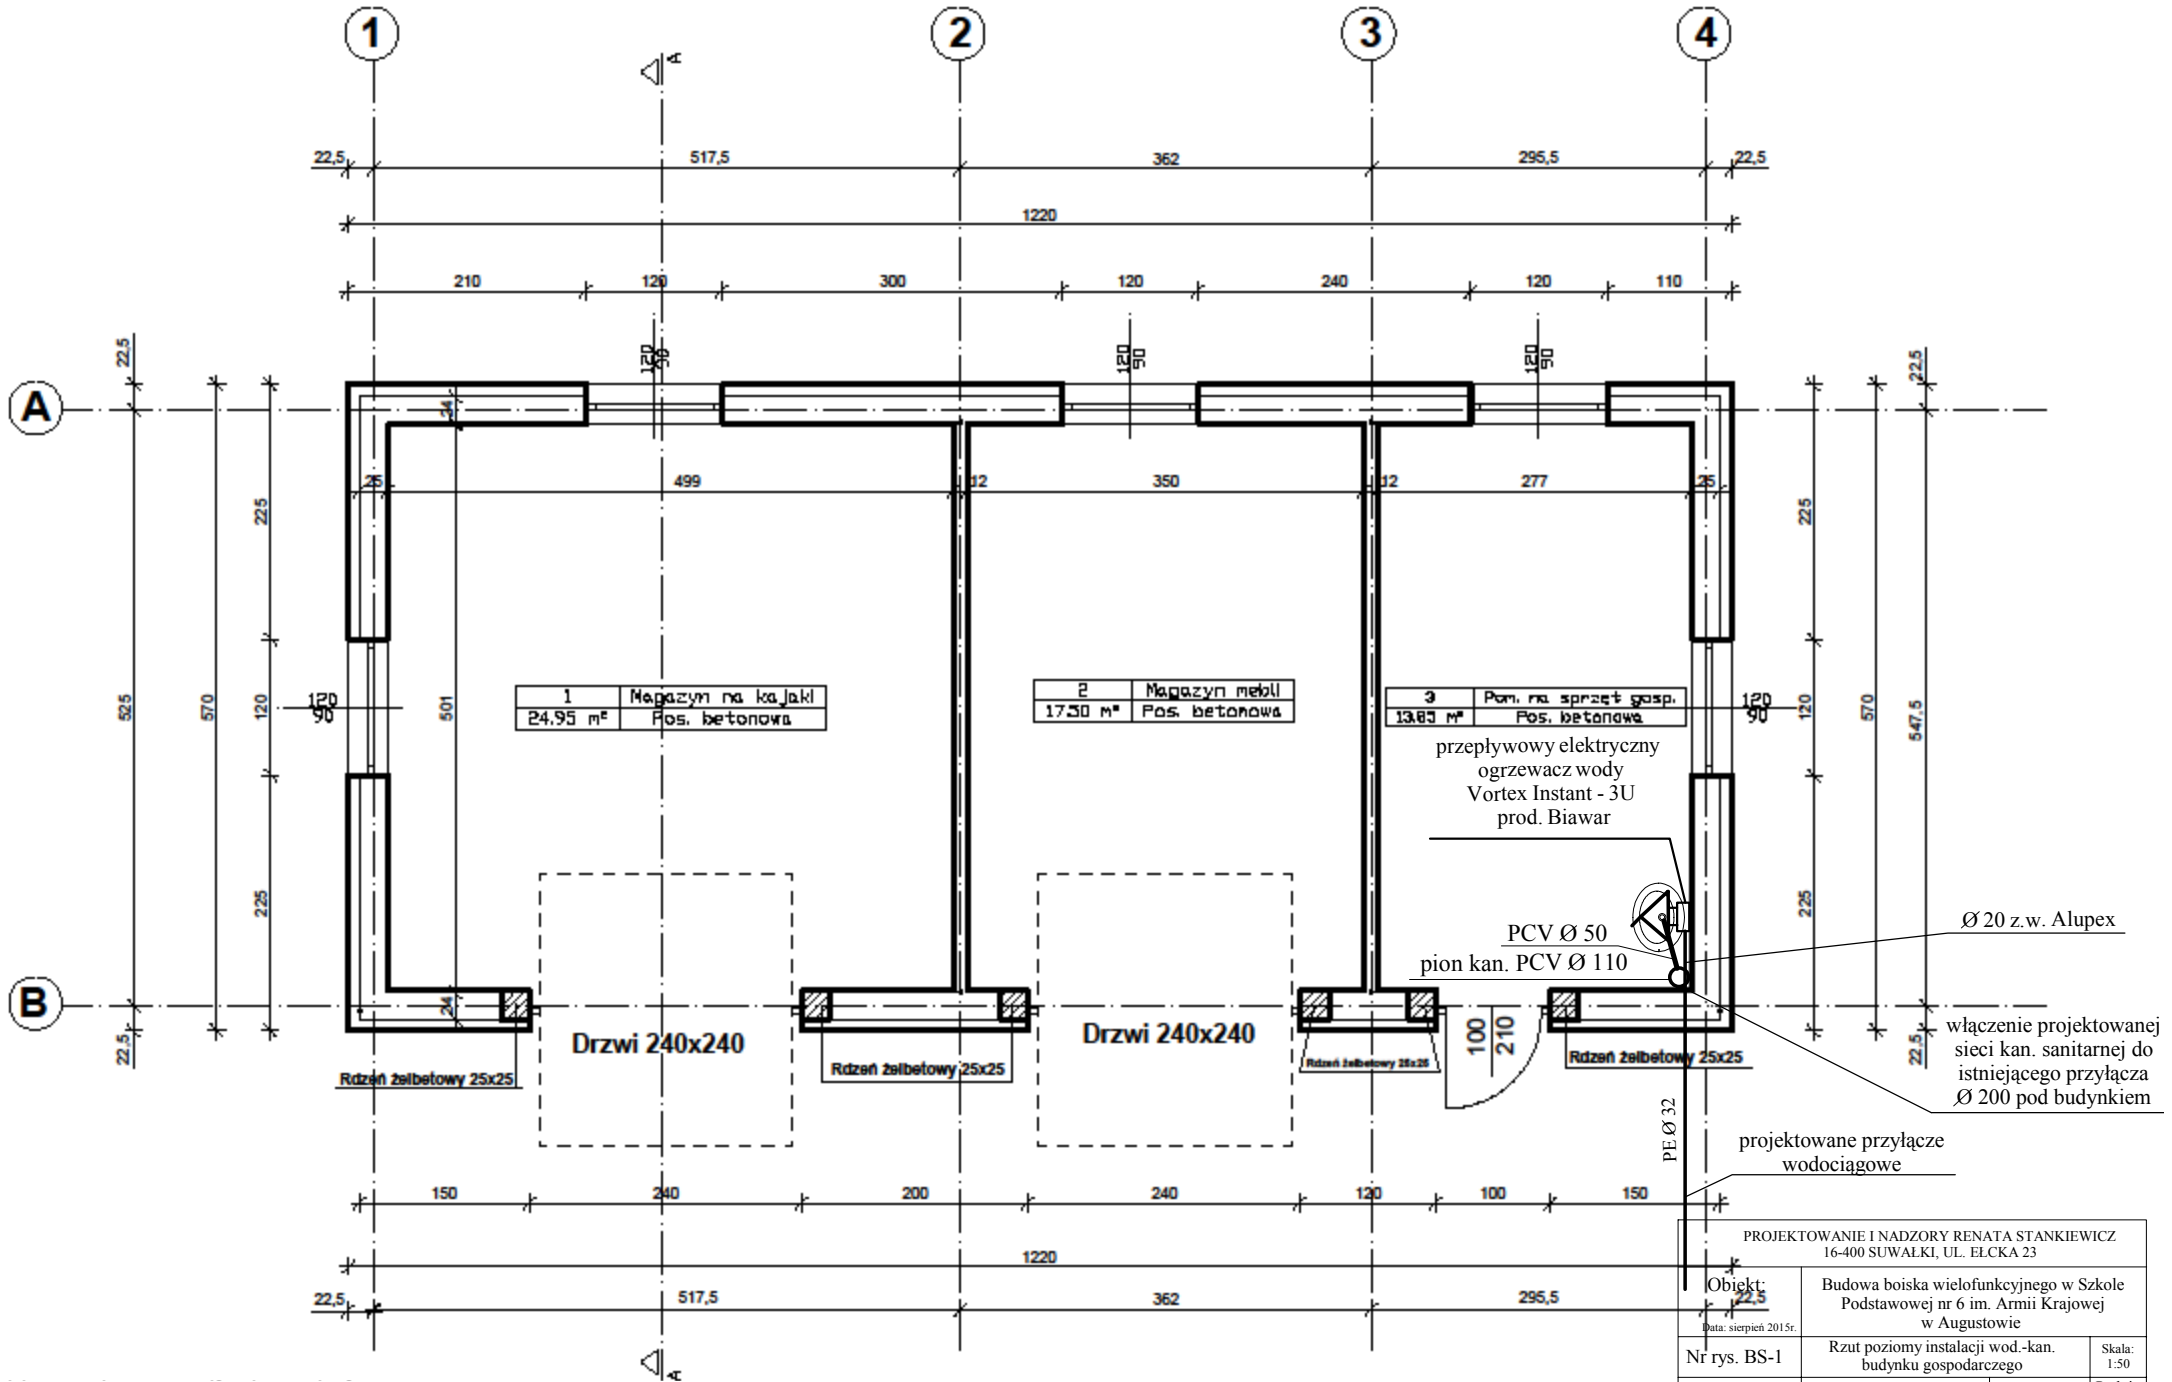 1
2
3
4
A
22,5
517,5
362
295,5
22,5
1220
210
120
300
120
240
120
110
120
90
120
90
120
90
22,5
22,5
A
24
25
499
12
350
12
277
25
225
225
525
570
120
501
120
90
1 Magazyn na kajaki
24.95 m² Pos. betonowa
2 Magazyn mebli
17.50 m² Pos. betonowa
3 Pom. na sprzęt gosp.
13.85 m² Pos. betonowa
120
90
120
570
547,5
przepływowy elektryczny
ogrzewacz wody
Vortex Instant - 3U
prod. Biawar
225
225
PCV Ø 50
pion kan. PCV Ø 110
Ø 20 z.w. Alupex
B
24
22,5
22,5
Drzwi 240x240
Drzwi 240x240
100
210
Rdzeń żelbetowy 25x25
Rdzeń żelbetowy 25x25
Rdzeń żelbetowy 25x25
Rdzeń żelbetowy 25x25
włączenie projektowanej
sieci kan. sanitarnej do
istniejącego przyłącza
Ø 200 pod budynkiem
PE Ø 32
projektowane przyłącze
wodociągowe
150
240
200
240
120
100
150
1220
22,5
517,5
362
295,5
22,5
A
PROJEKTOWANIE I NADZORY RENATA STANKIEWICZ
16-400 SUWAŁKI, UL. EŁCKA 23
Obiekt:
Data: sierpień 2015r.
Budowa boiska wielofunkcyjnego w Szkole
Podstawowej nr 6 im. Armii Krajowej
w Augustowie
Nr rys. BS-1
Rzut poziomy instalacji wod.-kan.
budynku gospodarczego
Skala:
1:50